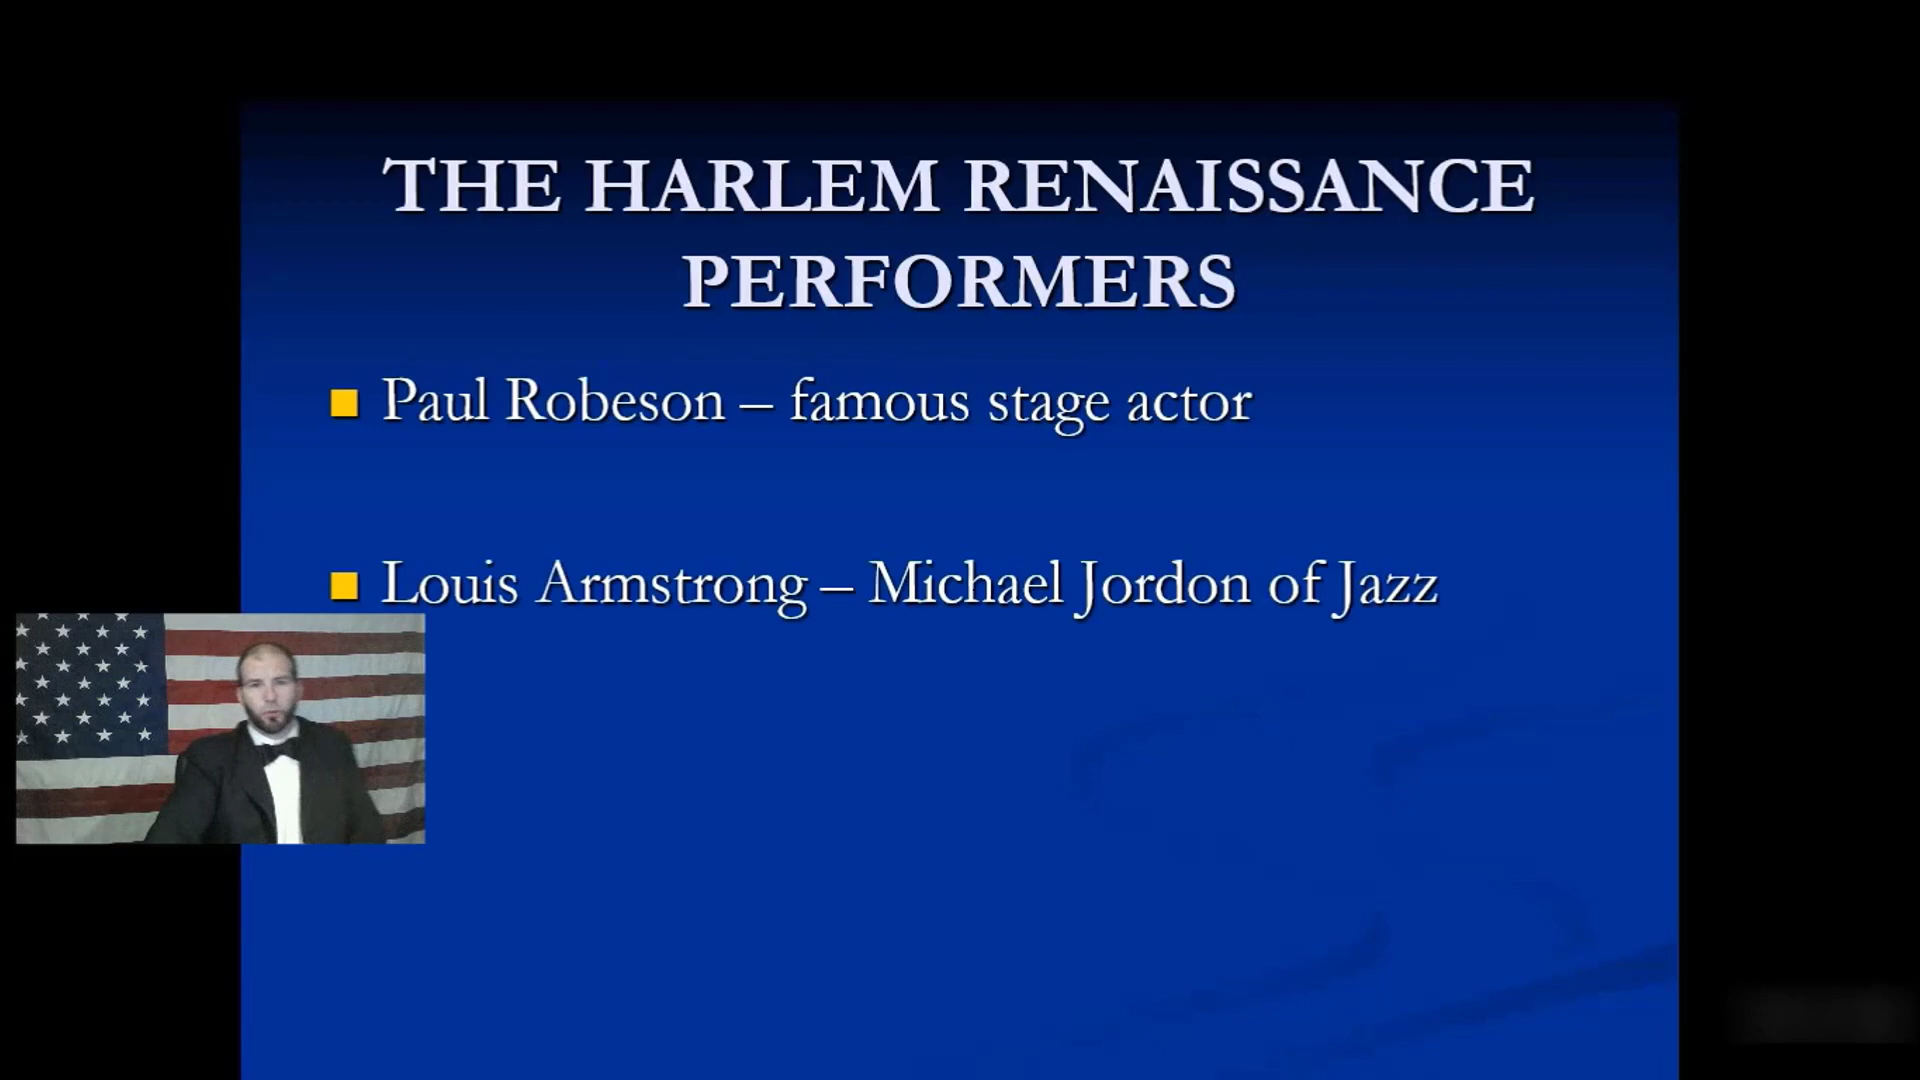 THE HARLEM RENAISSANCE
PERFORMERS
Paul Robeson – famous stage actor
Louis Armstrong – Michael Jordon of Jazz